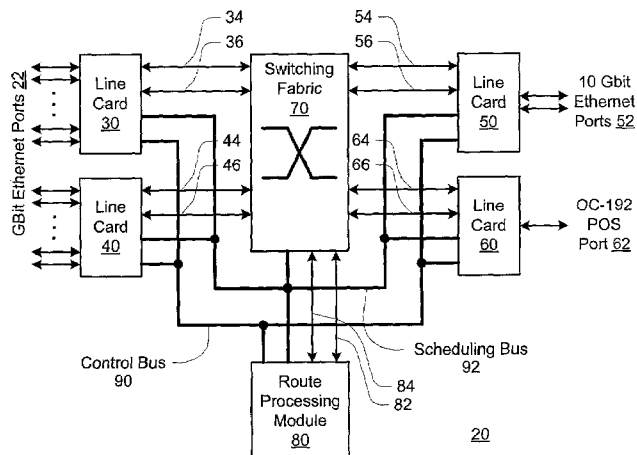 34
36
54
56
GBit Ethernet Ports 22
Line
Card
30
Switching
Fabric
70
Line
Card
50
10 Gbit
Ethernet
Ports 52
44
46
64
66
Line
Card
40
Line
Card
60
OC-192
POS
Port 62
Control Bus
90
Scheduling Bus
92
84
82
Route
Processing
Module
80
20